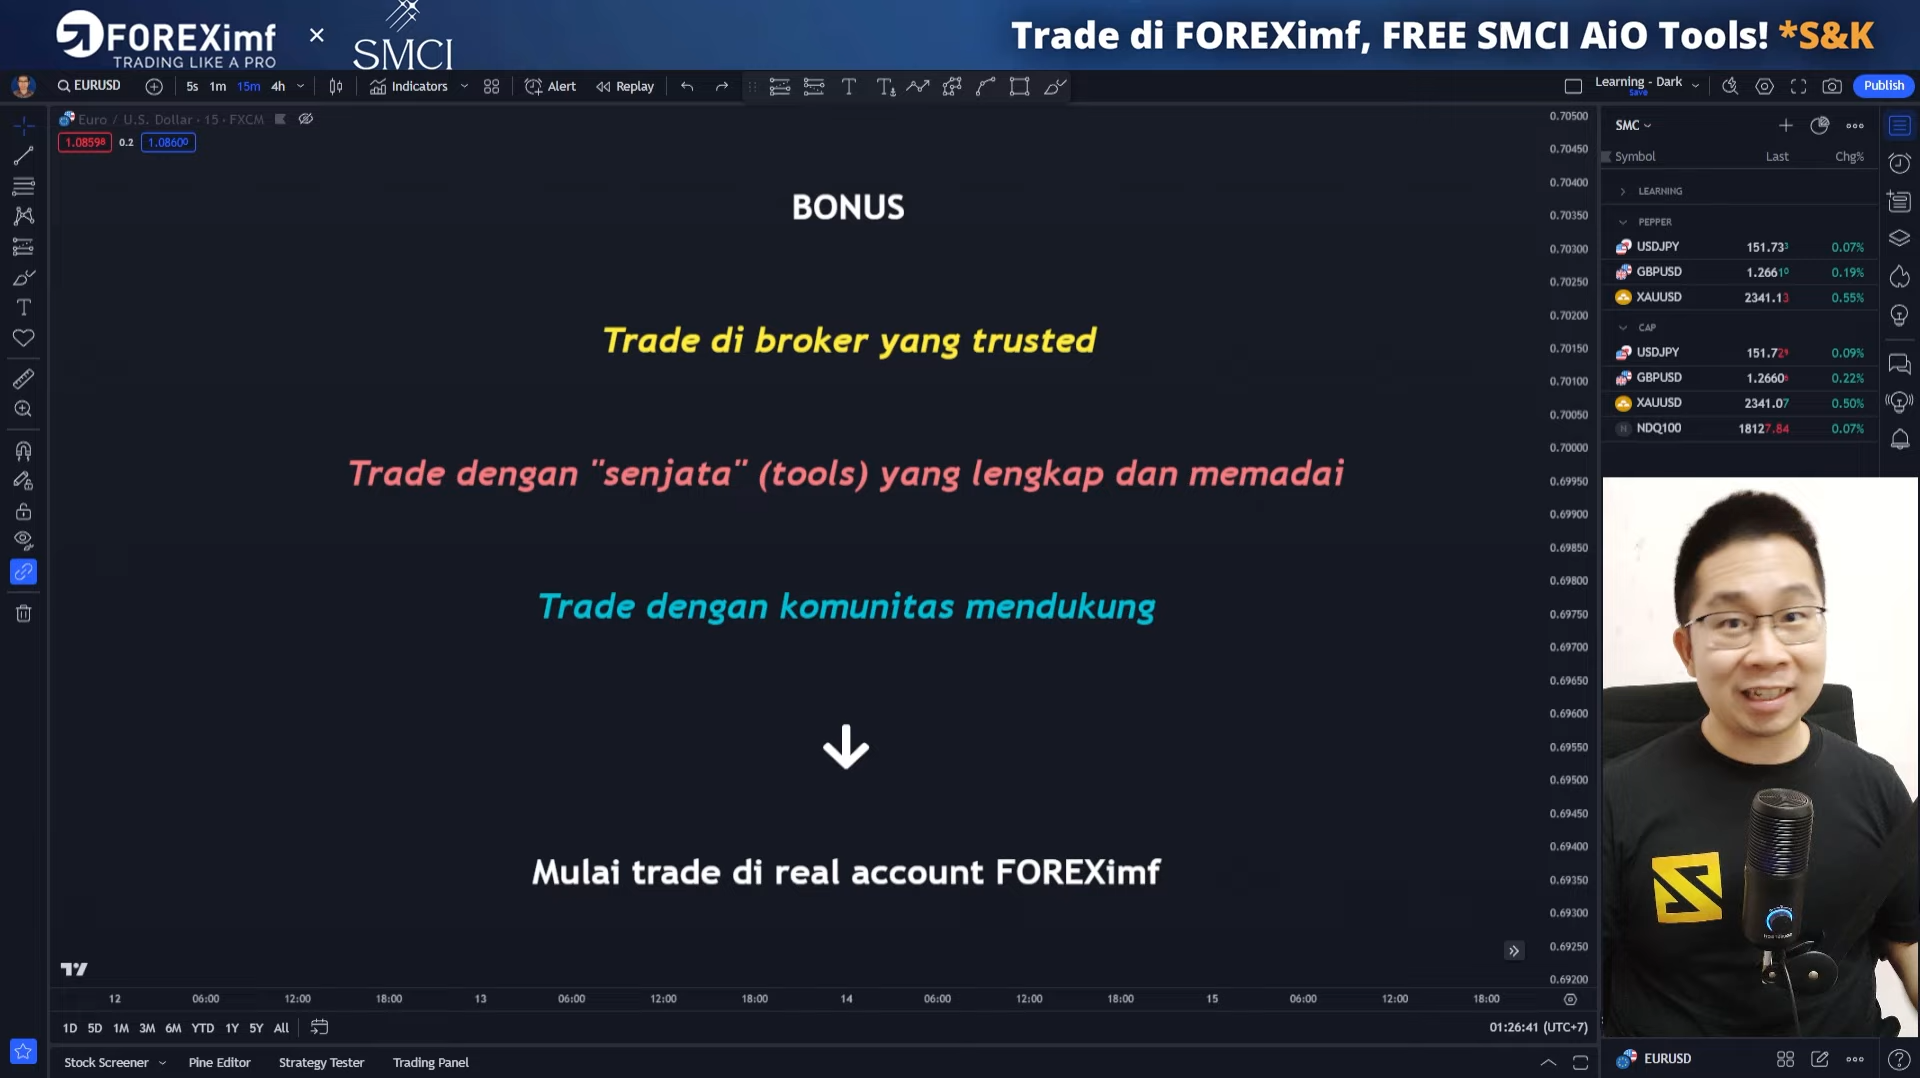 FOREXimf
TRADING LIKE A PRO
×
SMCI
Trade di FOREXimf, FREE SMCI AiO Tools! *S&K
EURUSD
5s 1m 15m 4h
Indicators
Alert
Replay
Learning - Dark
Save
Publish
Euro / U.S. Dollar · 15 · FXCM
1.08598 0.2 1.08600
BONUS
Trade di broker yang trusted
Trade dengan "senjata" (tools) yang lengkap dan memadai
Trade dengan komunitas mendukung
Mulai trade di real account FOREXimf
0.70500
0.70450
0.70400
0.70350
0.70300
0.70250
0.70200
0.70150
0.70100
0.70050
0.70000
0.69950
0.69900
0.69850
0.69800
0.69750
0.69700
0.69650
0.69600
0.69550
0.69500
0.69450
0.69400
0.69350
0.69300
0.69250
0.69200
SMC
Symbol Last Chg%
LEARNING
PEPPER
USDJPY 151.733 0.07%
GBPUSD 1.26610 0.19%
XAUUSD 2341.13 0.55%
CAP
USDJPY 151.729 0.09%
GBPUSD 1.2660 0.22%
XAUUSD 2341.07 0.50%
NDQ100 18127.84 0.07%
12 06:00 12:00 18:00 13 06:00 12:00 18:00 14 06:00 12:00 18:00 15 06:00 12:00 18:00
1D 5D 1M 3M 6M YTD 1Y 5Y All
01:26:41 (UTC+7)
Stock Screener Pine Editor Strategy Tester Trading Panel
EURUSD